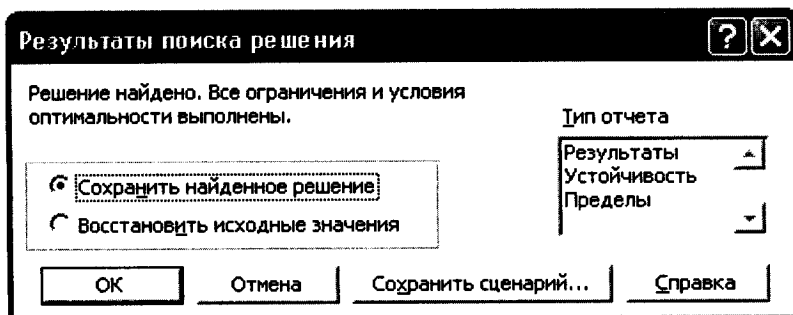 Результаты поиска решения
Решение найдено. Все ограничения и условия
оптимальности выполнены.
Тип отчета
Результаты
Устойчивость
Пределы
Сохранить найденное решение
Восстановить исходные значения
ОК
Отмена
Сохранить сценарий...
Справка